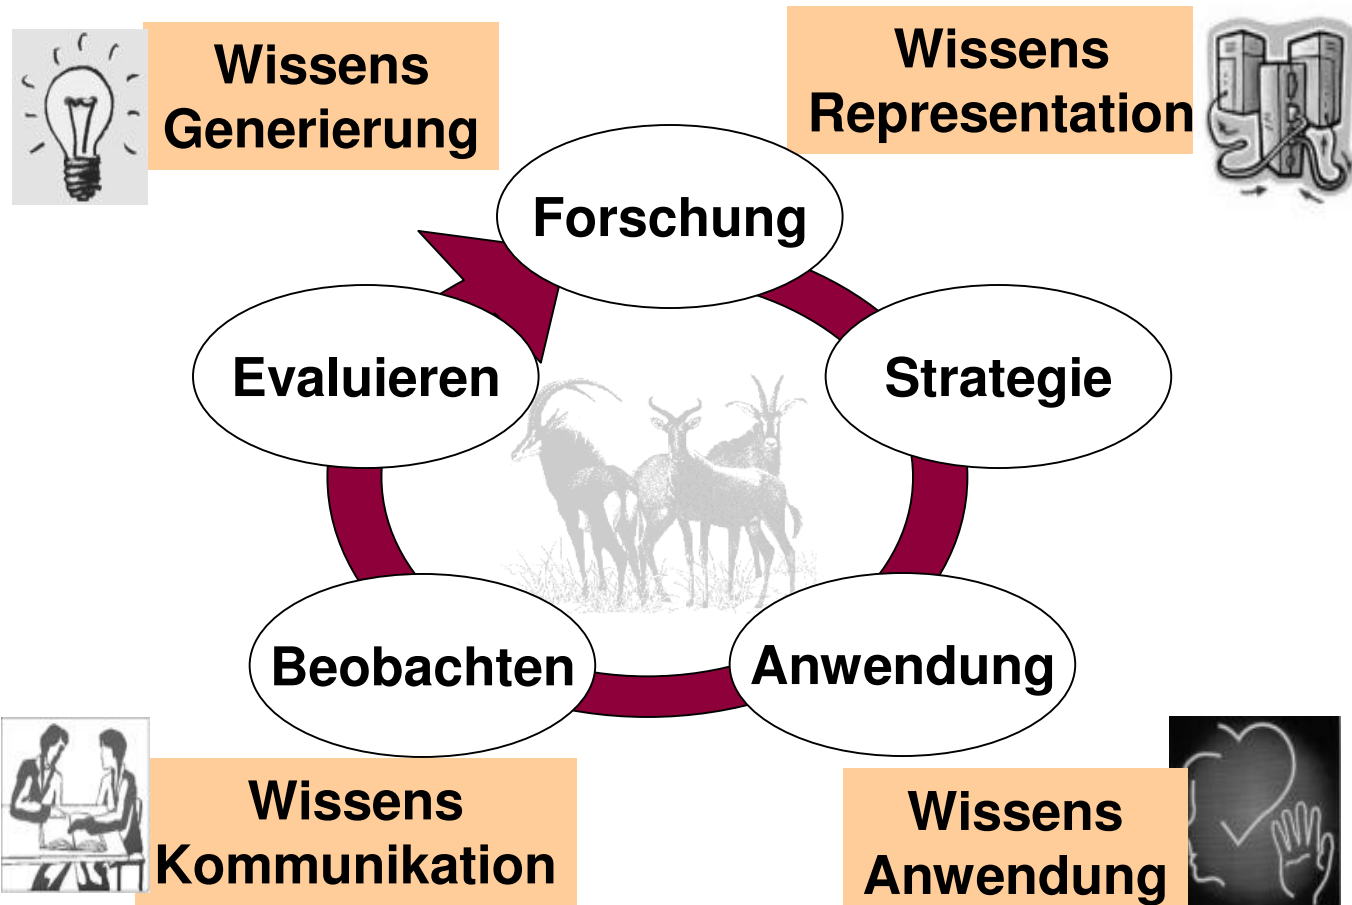 Wissens
Generierung
Wissens
Representation
Forschung
Evaluieren
Strategie
Beobachten
Anwendung
Wissens
Kommunikation
Wissens
Anwendung